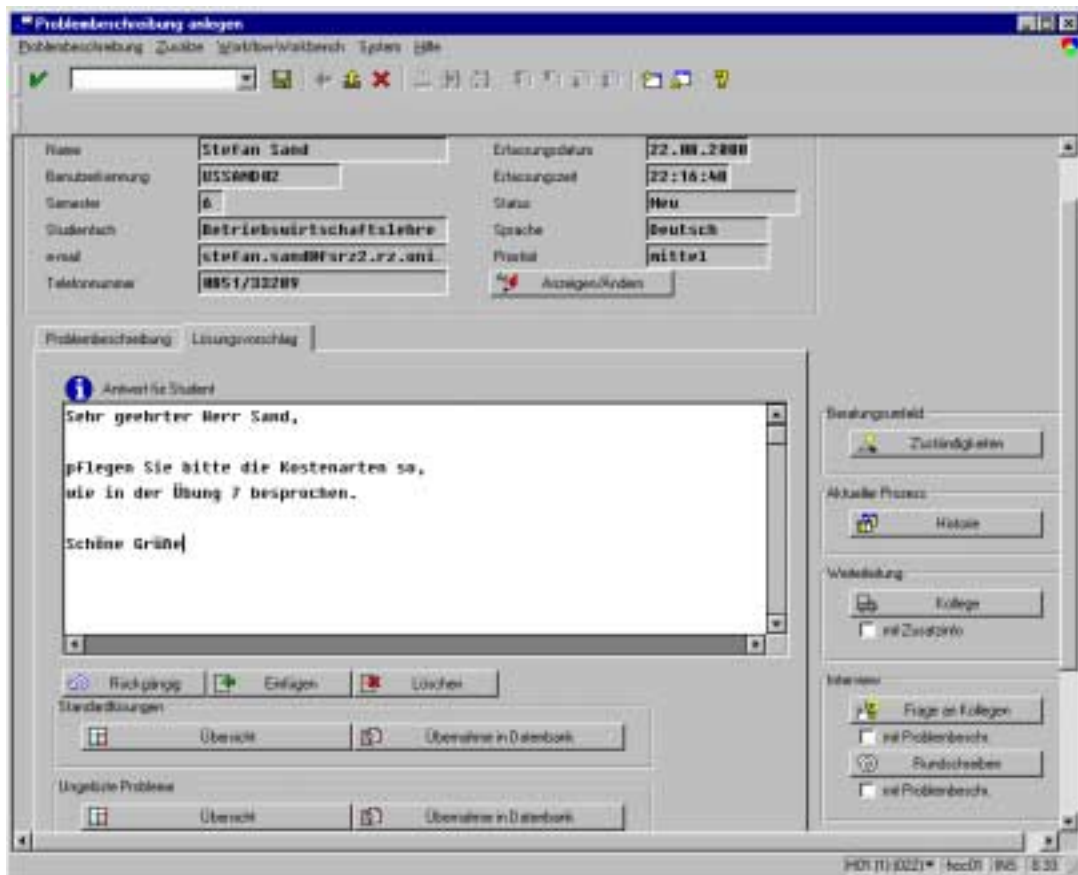 Problembeschreibung anlegen
Problembeschreibung Zusätze Workflow-Workbench System Hilfe
Name Stefan Sand Erfassungsdatum 22.08.2000
Benutzerkennung USSAND02 Erfassungszeit 22:16:40
Semester 6 Status Neu
Studienfach Betriebswirtschaftslehre Sprache Deutsch
e-mail stefan.sand@fsrz2.rz.uni. Priorität mittel
Telefonnummer 0851/33209 Anzeigen/Ändern
Problembeschreibung Lösungsvorschlag
Antwort für Student
Sehr geehrter Herr Sand,
pflegen Sie bitte die Kostenarten so,
wie in der Übung 7 besprochen.
Schöne Grüße
Rückgängig Einfügen Löschen
Standardlösungen
Übersicht Übernahme in Datenbank
Ungelöste Probleme
Übersicht Übernahme in Datenbank
Beratungsumfeld
Zuständigkeiten
Aktueller Prozess
Historie
Weiterleitung
Kollege
mit Zusatzinfo
Interview
Frage an Kollegen
mit Problembeschr.
Rundschreiben
mit Problembeschr.
H01 (1) (022) hcc01 INS